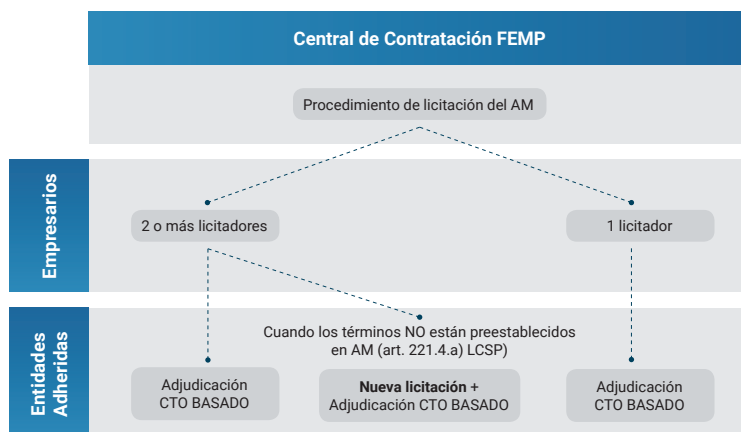 Central de Contratación FEMP
Procedimiento de licitación del AM
Empresarios
2 o más licitadores
1 licitador
Entidades
Adheridas
Cuando los términos NO están preestablecidos
en AM (art. 221.4.a) LCSP)
Adjudicación
CTO BASADO
Nueva licitación +
Adjudicación CTO BASADO
Adjudicación
CTO BASADO